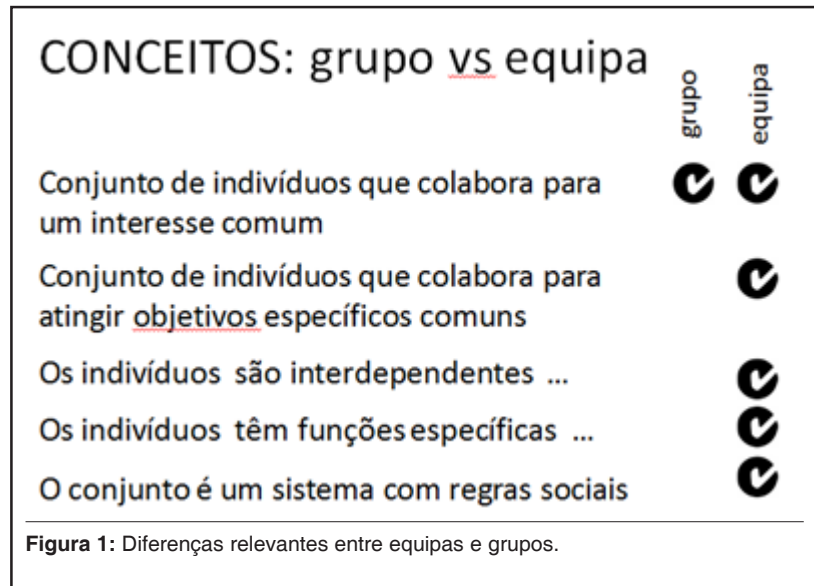 CONCEITOS: grupo vs equipa
grupo
equipa
Conjunto de indivíduos que colabora para
um interesse comum
Conjunto de indivíduos que colabora para
atingir objetivos específicos comuns
Os indivíduos são interdependentes ...
Os indivíduos têm funções específicas ...
O conjunto é um sistema com regras sociais
Figura 1: Diferenças relevantes entre equipas e grupos.